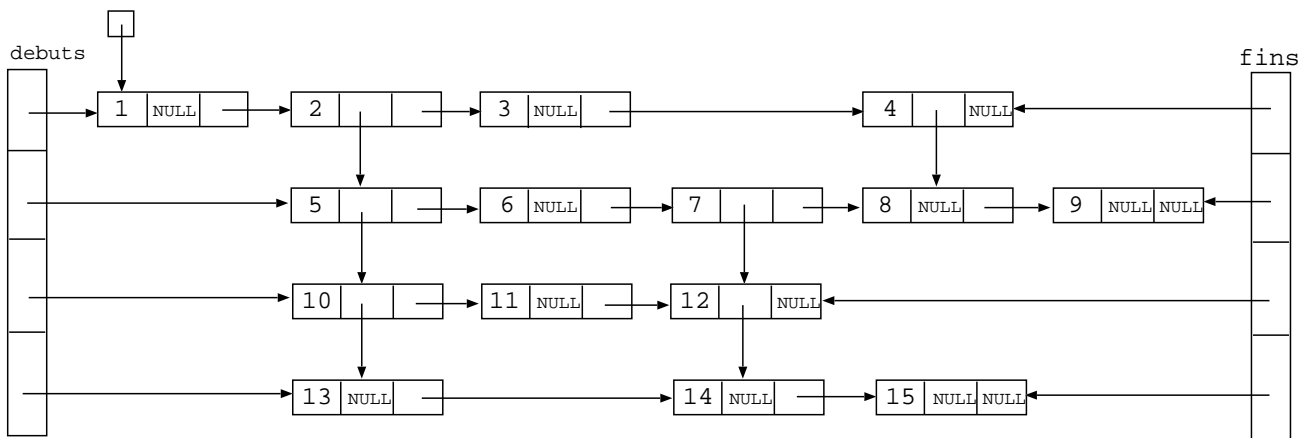 debuts
fins
1 NULL 2 3 NULL 4 NULL
5 6 NULL 7 8 NULL 9 NULL NULL
10 11 NULL 12 NULL
13 NULL 14 NULL 15 NULL NULL